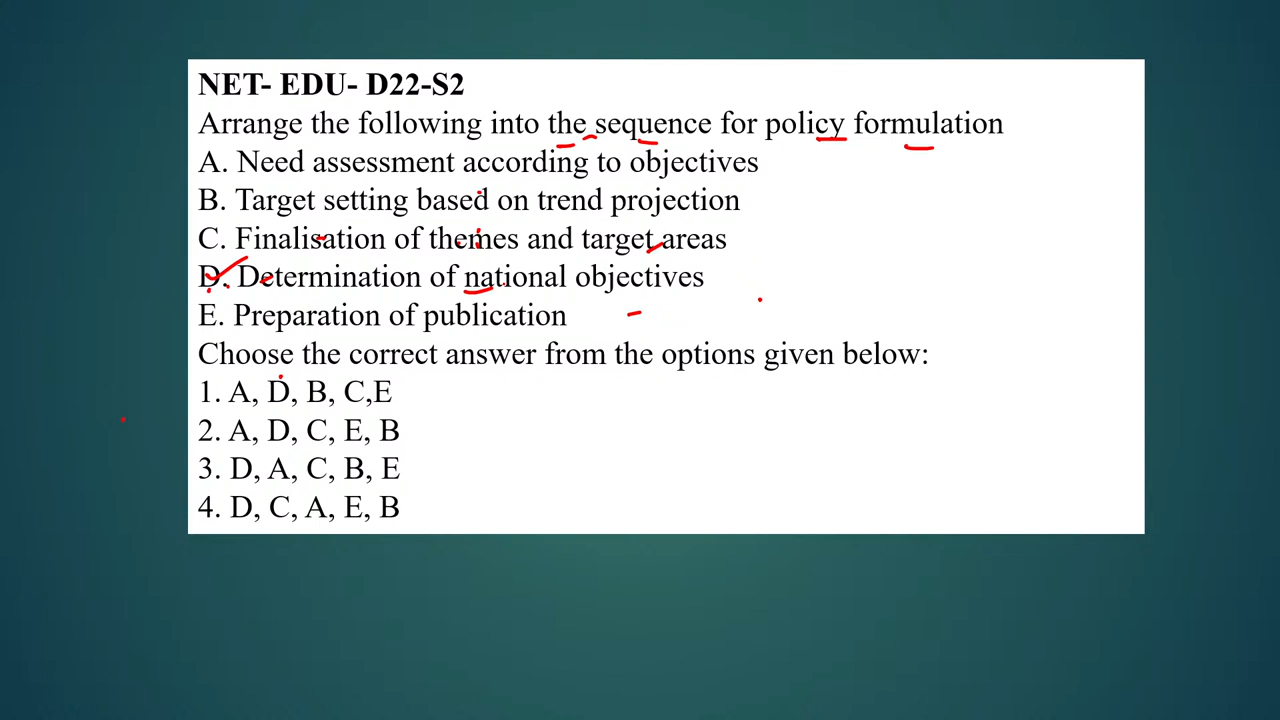 NET- EDU- D22-S2
Arrange the following into the sequence for policy formulation
A. Need assessment according to objectives
B. Target setting based on trend projection
C. Finalisation of themes and target areas
D. Determination of national objectives
E. Preparation of publication
Choose the correct answer from the options given below:
1. A, D, B, C,E
2. A, D, C, E, B
3. D, A, C, B, E
4. D, C, A, E, B